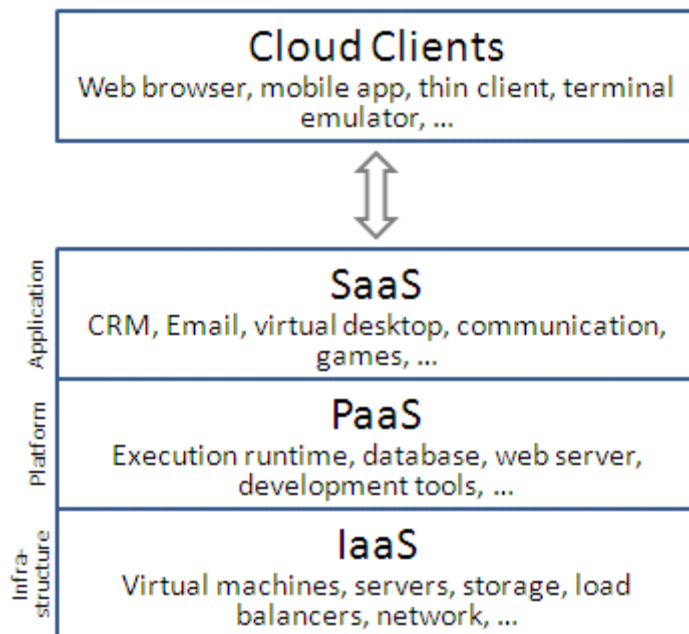 Cloud Clients
Web browser, mobile app, thin client, terminal
emulator, ...
Application
SaaS
CRM, Email, virtual desktop, communication,
games, ...
Platform
PaaS
Execution runtime, database, web server,
development tools, ...
Infra-
structure
IaaS
Virtual machines, servers, storage, load
balancers, network, ...